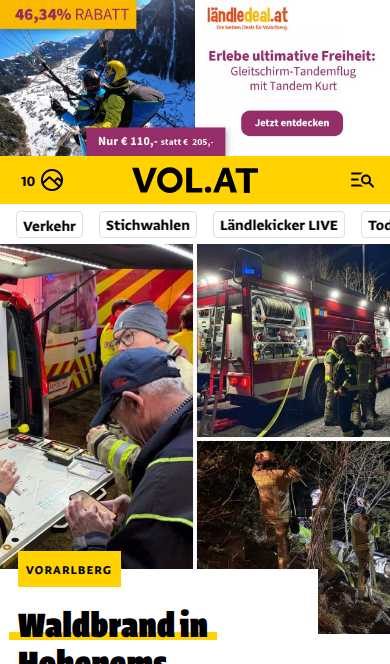 46,34% RABATT
ländledeal.at
Die besten Deals für Vorarlberg.
Erlebe ultimative Freiheit:
Gleitschirm-Tandemflug
mit Tandem Kurt
Jetzt entdecken
Nur € 110,- statt € 205,-
10
VOL.AT
Verkehr
Stichwahlen
Ländlekicker LIVE
Tod
VORARLBERG
Waldbrand in
Hohenems